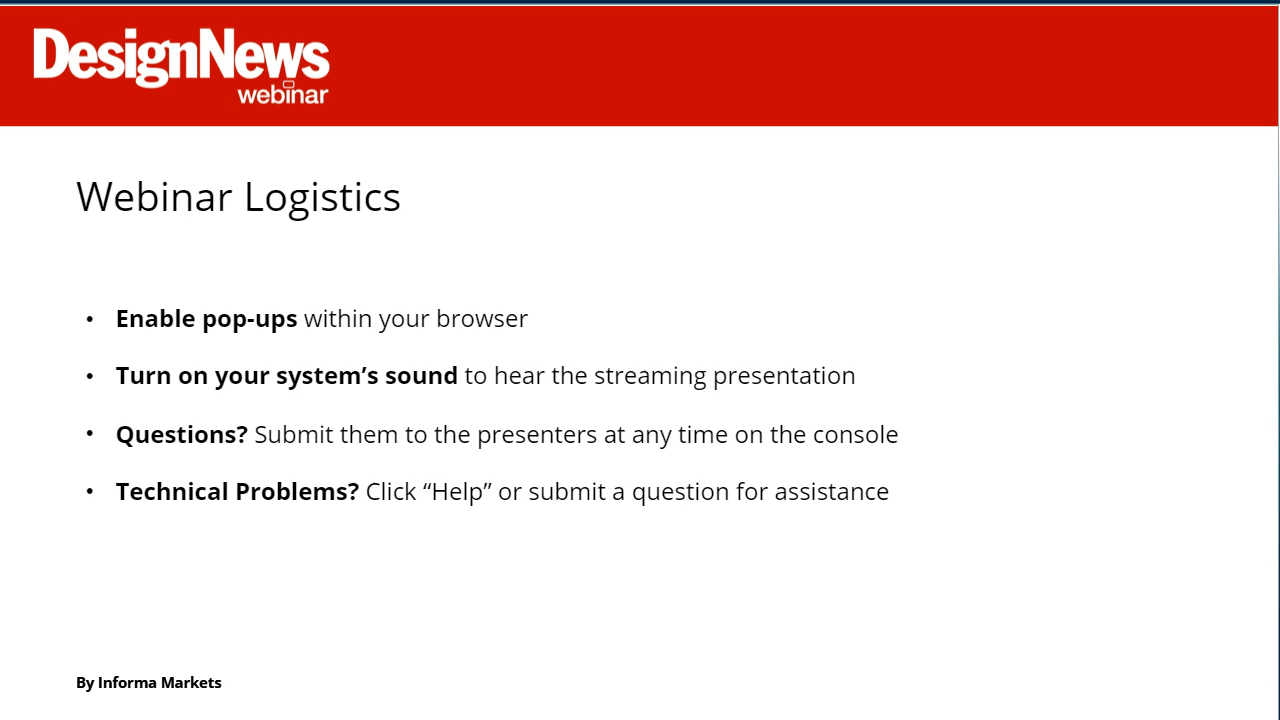 DesignNews
webinar
Webinar Logistics
• Enable pop-ups within your browser
• Turn on your system’s sound to hear the streaming presentation
• Questions? Submit them to the presenters at any time on the console
• Technical Problems? Click “Help” or submit a question for assistance
By Informa Markets